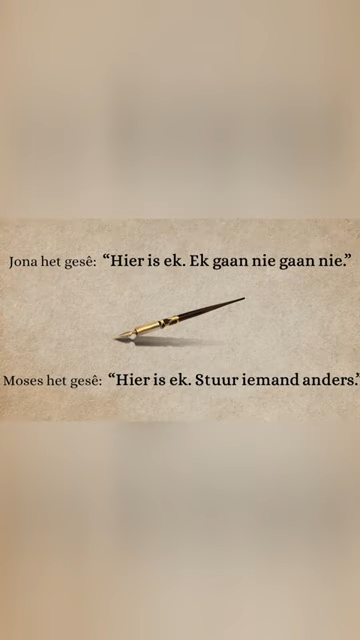 Jona het gesê: “Hier is ek. Ek gaan nie gaan nie.”
Moses het gesê: “Hier is ek. Stuur iemand anders.”